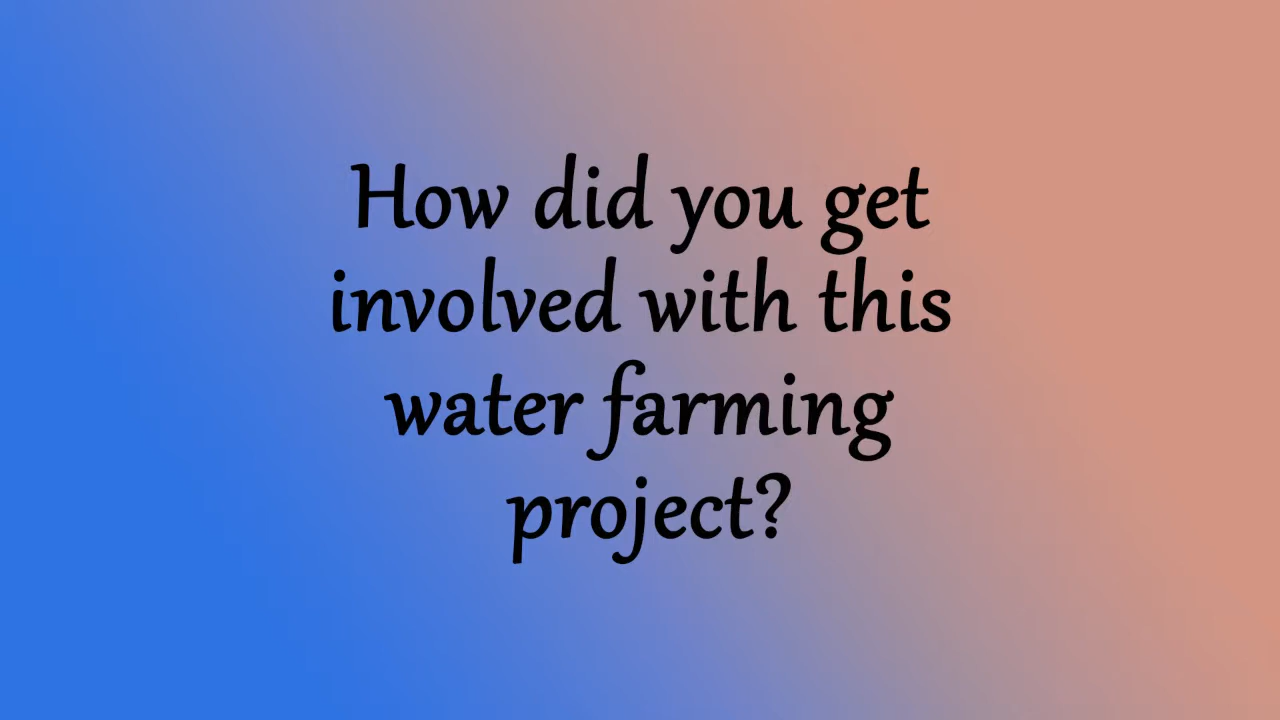 How did you get
involved with this
water farming
project?